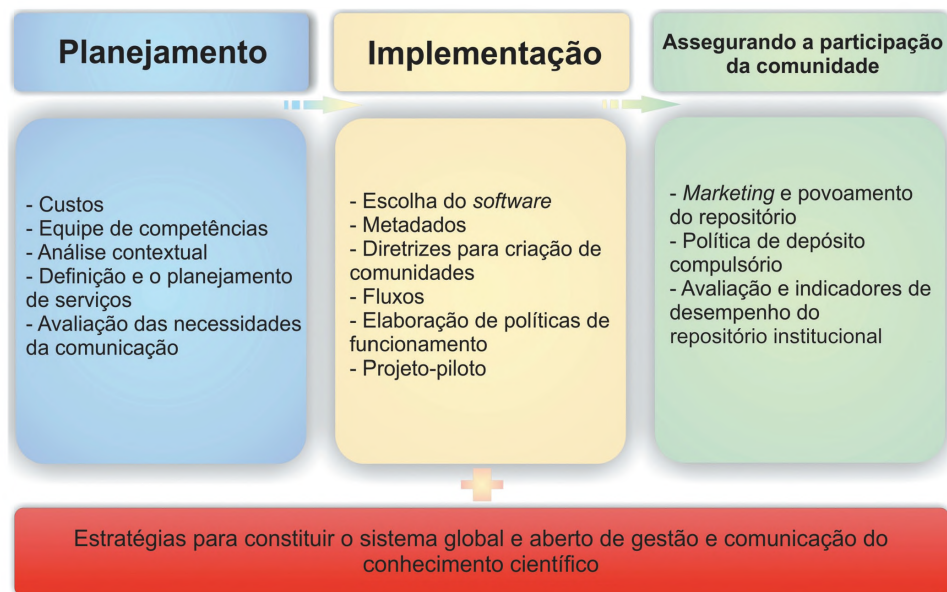 Planejamento
Implementação
Assegurando a participação
da comunidade
- Custos
- Equipe de competências
- Análise contextual
- Definição e o planejamento
de serviços
- Avaliação das necessidades
da comunicação
- Escolha do software
- Metadados
- Diretrizes para criação de
comunidades
- Fluxos
- Elaboração de políticas de
funcionamento
- Projeto-piloto
- Marketing e povoamento
do repositório
- Política de depósito
compulsório
- Avaliação e indicadores de
desempenho do
repositório institucional
Estratégias para constituir o sistema global e aberto de gestão e comunicação do
conhecimento científico